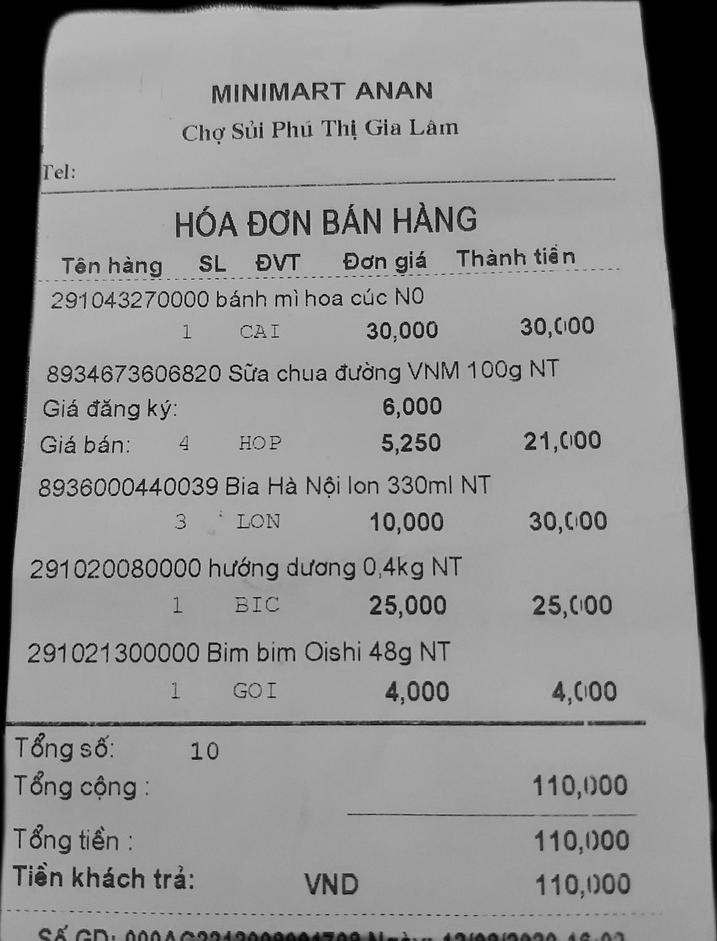 MINIMART ANAN
Chợ Sủi Phú Thị Gia Lâm
Tel:
HÓA ĐƠN BÁN HÀNG
Tên hàng SL ĐVT Đơn giá Thành tiền
291043270000 bánh mì hoa cúc N0
1 CAI 30,000 30,000
8934673606820 Sữa chua đường VNM 100g NT
Giá đăng ký: 6,000
Giá bán: 4 HOP 5,250 21,000
8936000440039 Bia Hà Nội lon 330ml NT
3 LON 10,000 30,000
291020080000 hướng dương 0,4kg NT
1 BIC 25,000 25,000
291021300000 Bim bim Oishi 48g NT
1 GOI 4,000 4,000
Tổng số: 10
Tổng cộng : 110,000
Tổng tiền : 110,000
Tiền khách trả: VND 110,000
Số GD: